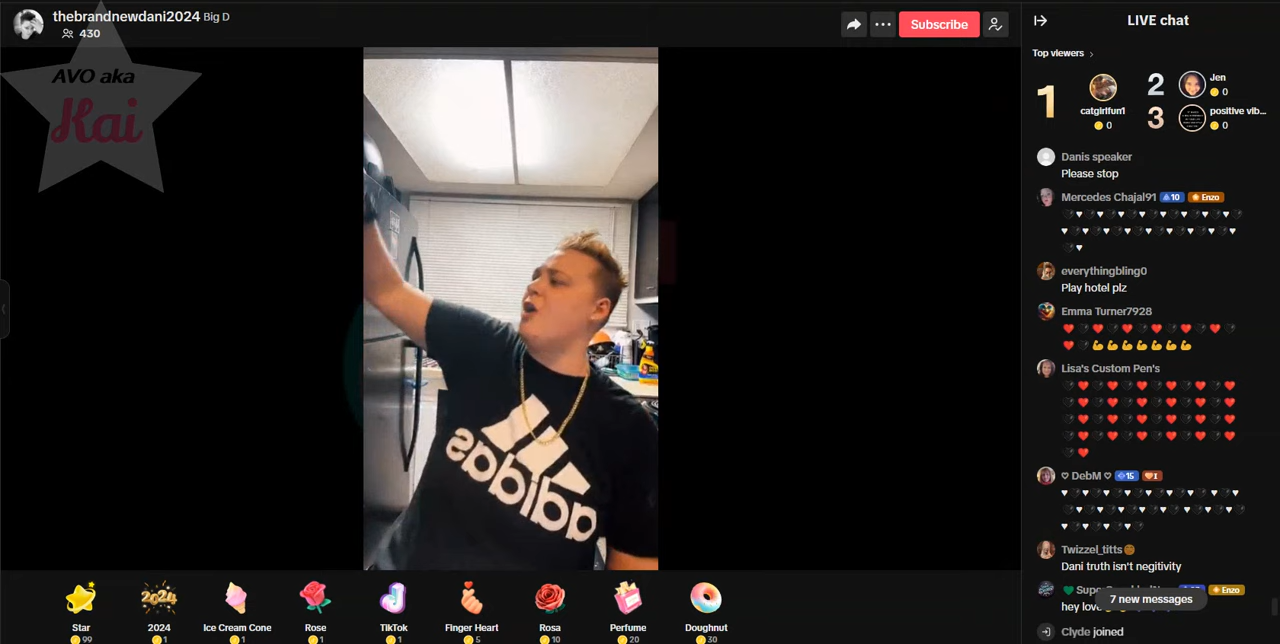 thebrandnewdani2024 Big D
430
Subscribe
LIVE chat
AVO aka
Kai
adidas
Top viewers
1
catgirlfun1
0
2
Jen
0
3
positive vib...
0
Danis speaker
Please stop
Mercedes Chajal91 10 Enzo
everythingbling0
Play hotel plz
Emma Turner7928
Lisa's Custom Pen's
♡ DebM ♡ 15 I
Twizzel_titts
Dani truth isn't negitivity
Enzo
hey love
7 new messages
Clyde joined
Star
99
2024
2024
1
Ice Cream Cone
1
Rose
1
TikTok
1
Finger Heart
5
Rosa
10
Perfume
20
Doughnut
30